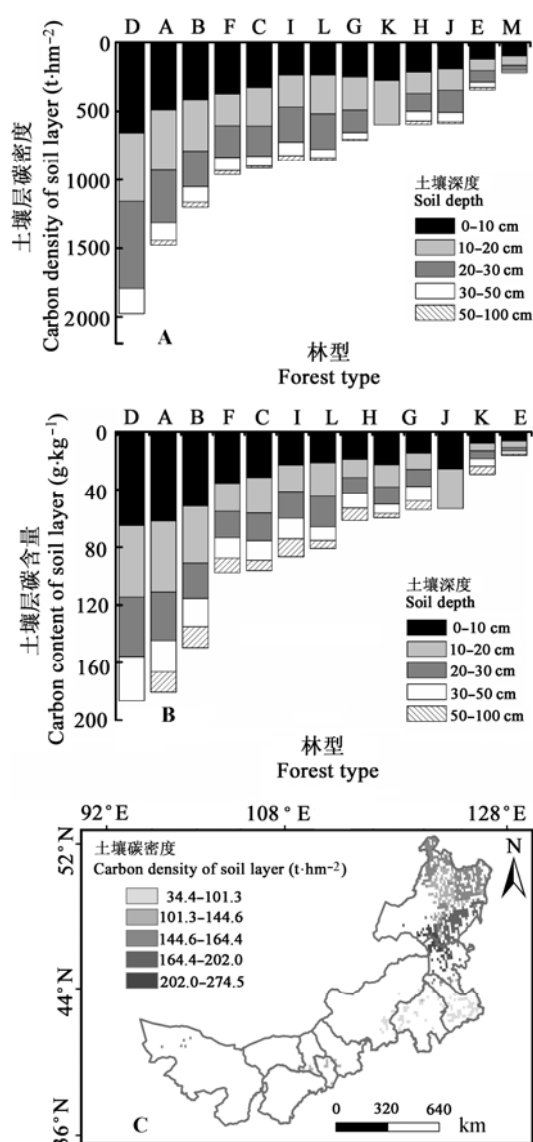 D A B F C I L G K H J E M
0
500
1000
1500
2000
土壤层碳密度
Carbon density of soil layer (t·hm⁻²)
土壤深度
Soil depth
0–10 cm
10–20 cm
20–30 cm
30–50 cm
50–100 cm
A
林型
Forest type
D A B F C I L H G J K E
0
40
80
120
160
200
土壤层碳含量
Carbon content of soil layer (g·kg⁻¹)
土壤深度
Soil depth
0–10 cm
10–20 cm
20–30 cm
30–50 cm
50–100 cm
B
林型
Forest type
92°E 108°E 128°E
52°N
44°N
36°N
土壤碳密度
Carbon density of soil layer (t·hm⁻²)
34.4–101.3
101.3–144.6
144.6–164.4
164.4–202.0
202.0–274.5
N
C
0 320 640
km